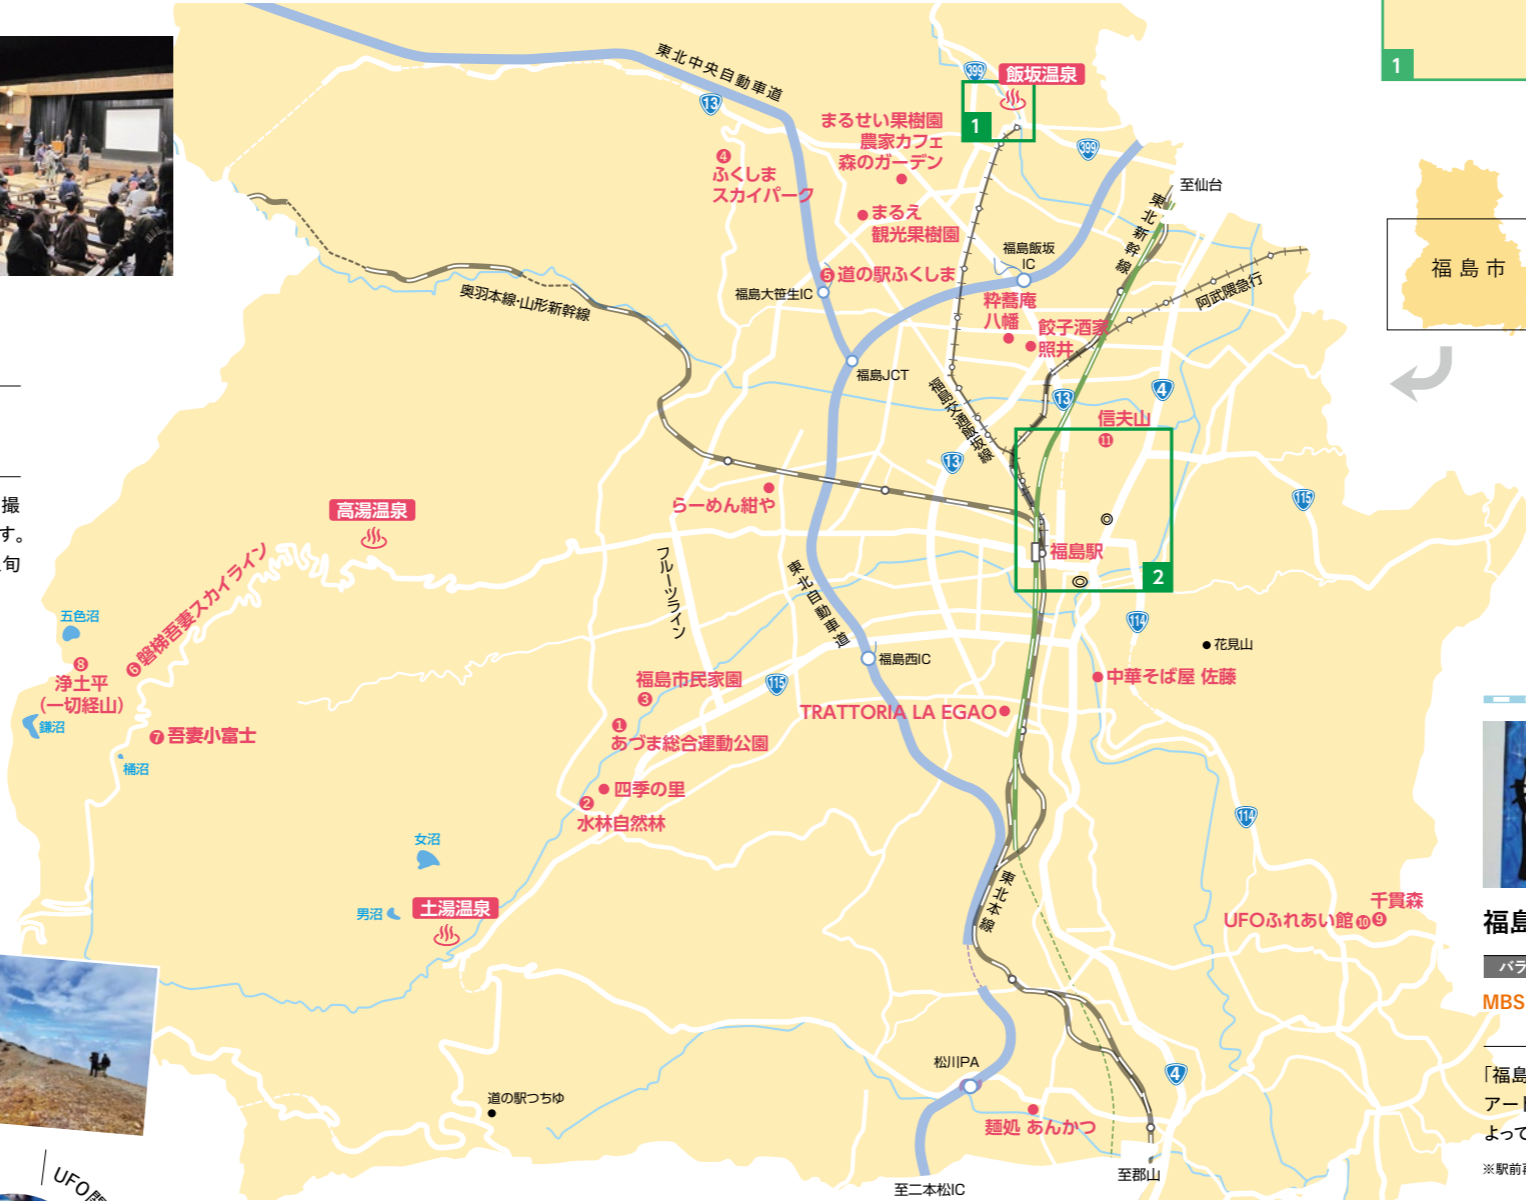 東北中央自動車道
13
399
飯坂温泉
1
1
399
まるせい果樹園
農家カフェ
森のガーデン
4
ふくしま
スカイパーク
まるえ
観光果樹園
至仙台
東北新幹線
福島飯坂
IC
福島市
5 道の駅ふくしま
福島大笹生IC
奥羽本線・山形新幹線
阿武隈急行
粋蕎庵
八幡
餃子酒家
照井
福島JCT
福島交通飯坂線
13
4
信夫山
11
13
115
らーめん紺や
高湯温泉
撮
す。
旬
福島駅
2
フルーツライン
東北自動車道
磐梯吾妻スカイライン
6
五色沼
8
浄土平
(一切経山)
鎌沼
7 吾妻小富士
桶沼
114
花見山
福島西IC
中華そば屋 佐藤
福島市民家園
3
115
TRATTORIA LA EGAO
1
あづま総合運動公園
四季の里
2
水林自然林
114
女沼
男沼
土湯温泉
東北本線
千貫森
UFOふれあい館 10 9
福島
バラ
MBS
松川PA
4
道の駅つちゆ
麺処 あんかつ
「福島
アート
よって
※駅前
至郡山
至二本松IC
UFO